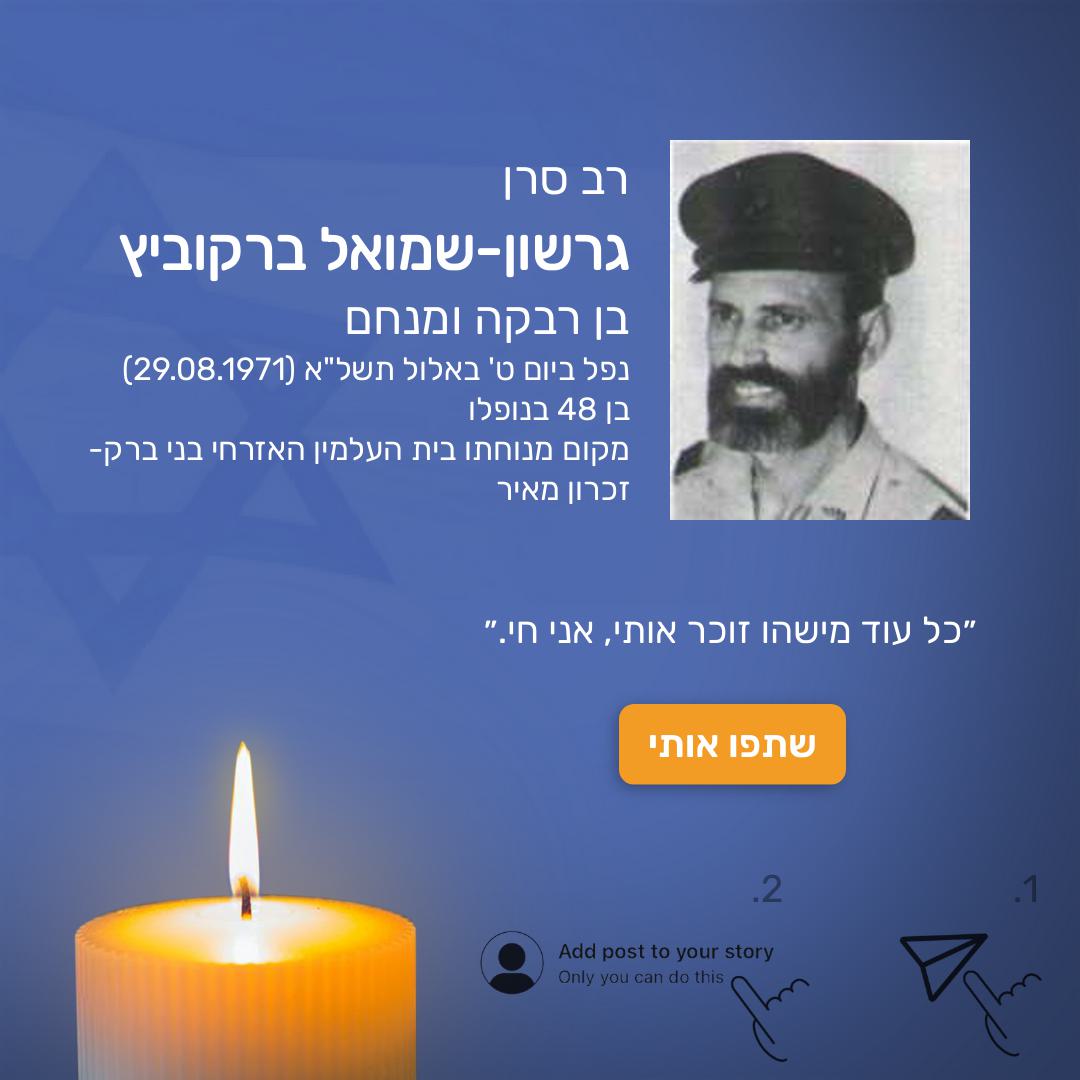 רב סרן
גרשון-שמואל ברקוביץ
בן רבקה ומנחם
נפל ביום ט' באלול תשל"א (29.08.1971)
בן 48 בנופלו
מקום מנוחתו בית העלמין האזרחי בני ברק-
זכרון מאיר
״כל עוד מישהו זוכר אותי, אני חי.״
שתפו אותי
1.
2.
Add post to your story
Only you can do this